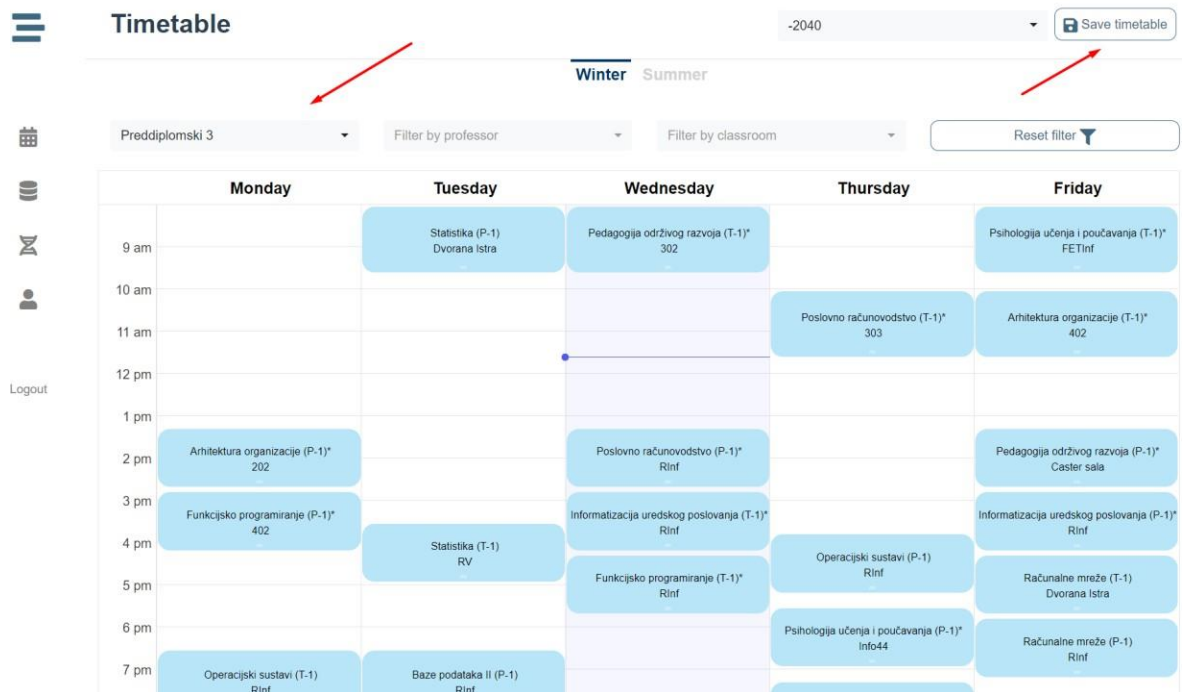 Timetable
-2040
Save timetable
Winter Summer
Preddiplomski 3
Filter by professor
Filter by classroom
Reset filter
Monday Tuesday Wednesday Thursday Friday
9 am
10 am
11 am
12 pm
1 pm
2 pm
3 pm
4 pm
5 pm
6 pm
7 pm
Logout
Arhitektura organizacije (P-1)*
202
Funkcijsko programiranje (P-1)*
402
Operacijski sustavi (T-1)
RInf
Statistika (P-1)
Dvorana Istra
Statistika (T-1)
RV
Baze podataka II (P-1)
RInf
Pedagogija održivog razvoja (T-1)*
302
Poslovno računovodstvo (P-1)*
RInf
Informatizacija uredskog poslovanja (T-1)*
RInf
Funkcijsko programiranje (T-1)*
RInf
Poslovno računovodstvo (T-1)*
303
Operacijski sustavi (P-1)
RInf
Psihologija učenja i poučavanja (P-1)*
Info44
Psihologija učenja i poučavanja (T-1)*
FETInf
Arhitektura organizacije (T-1)*
402
Pedagogija održivog razvoja (P-1)*
Caster sala
Informatizacija uredskog poslovanja (P-1)*
RInf
Računalne mreže (T-1)
Dvorana Istra
Računalne mreže (P-1)
RInf